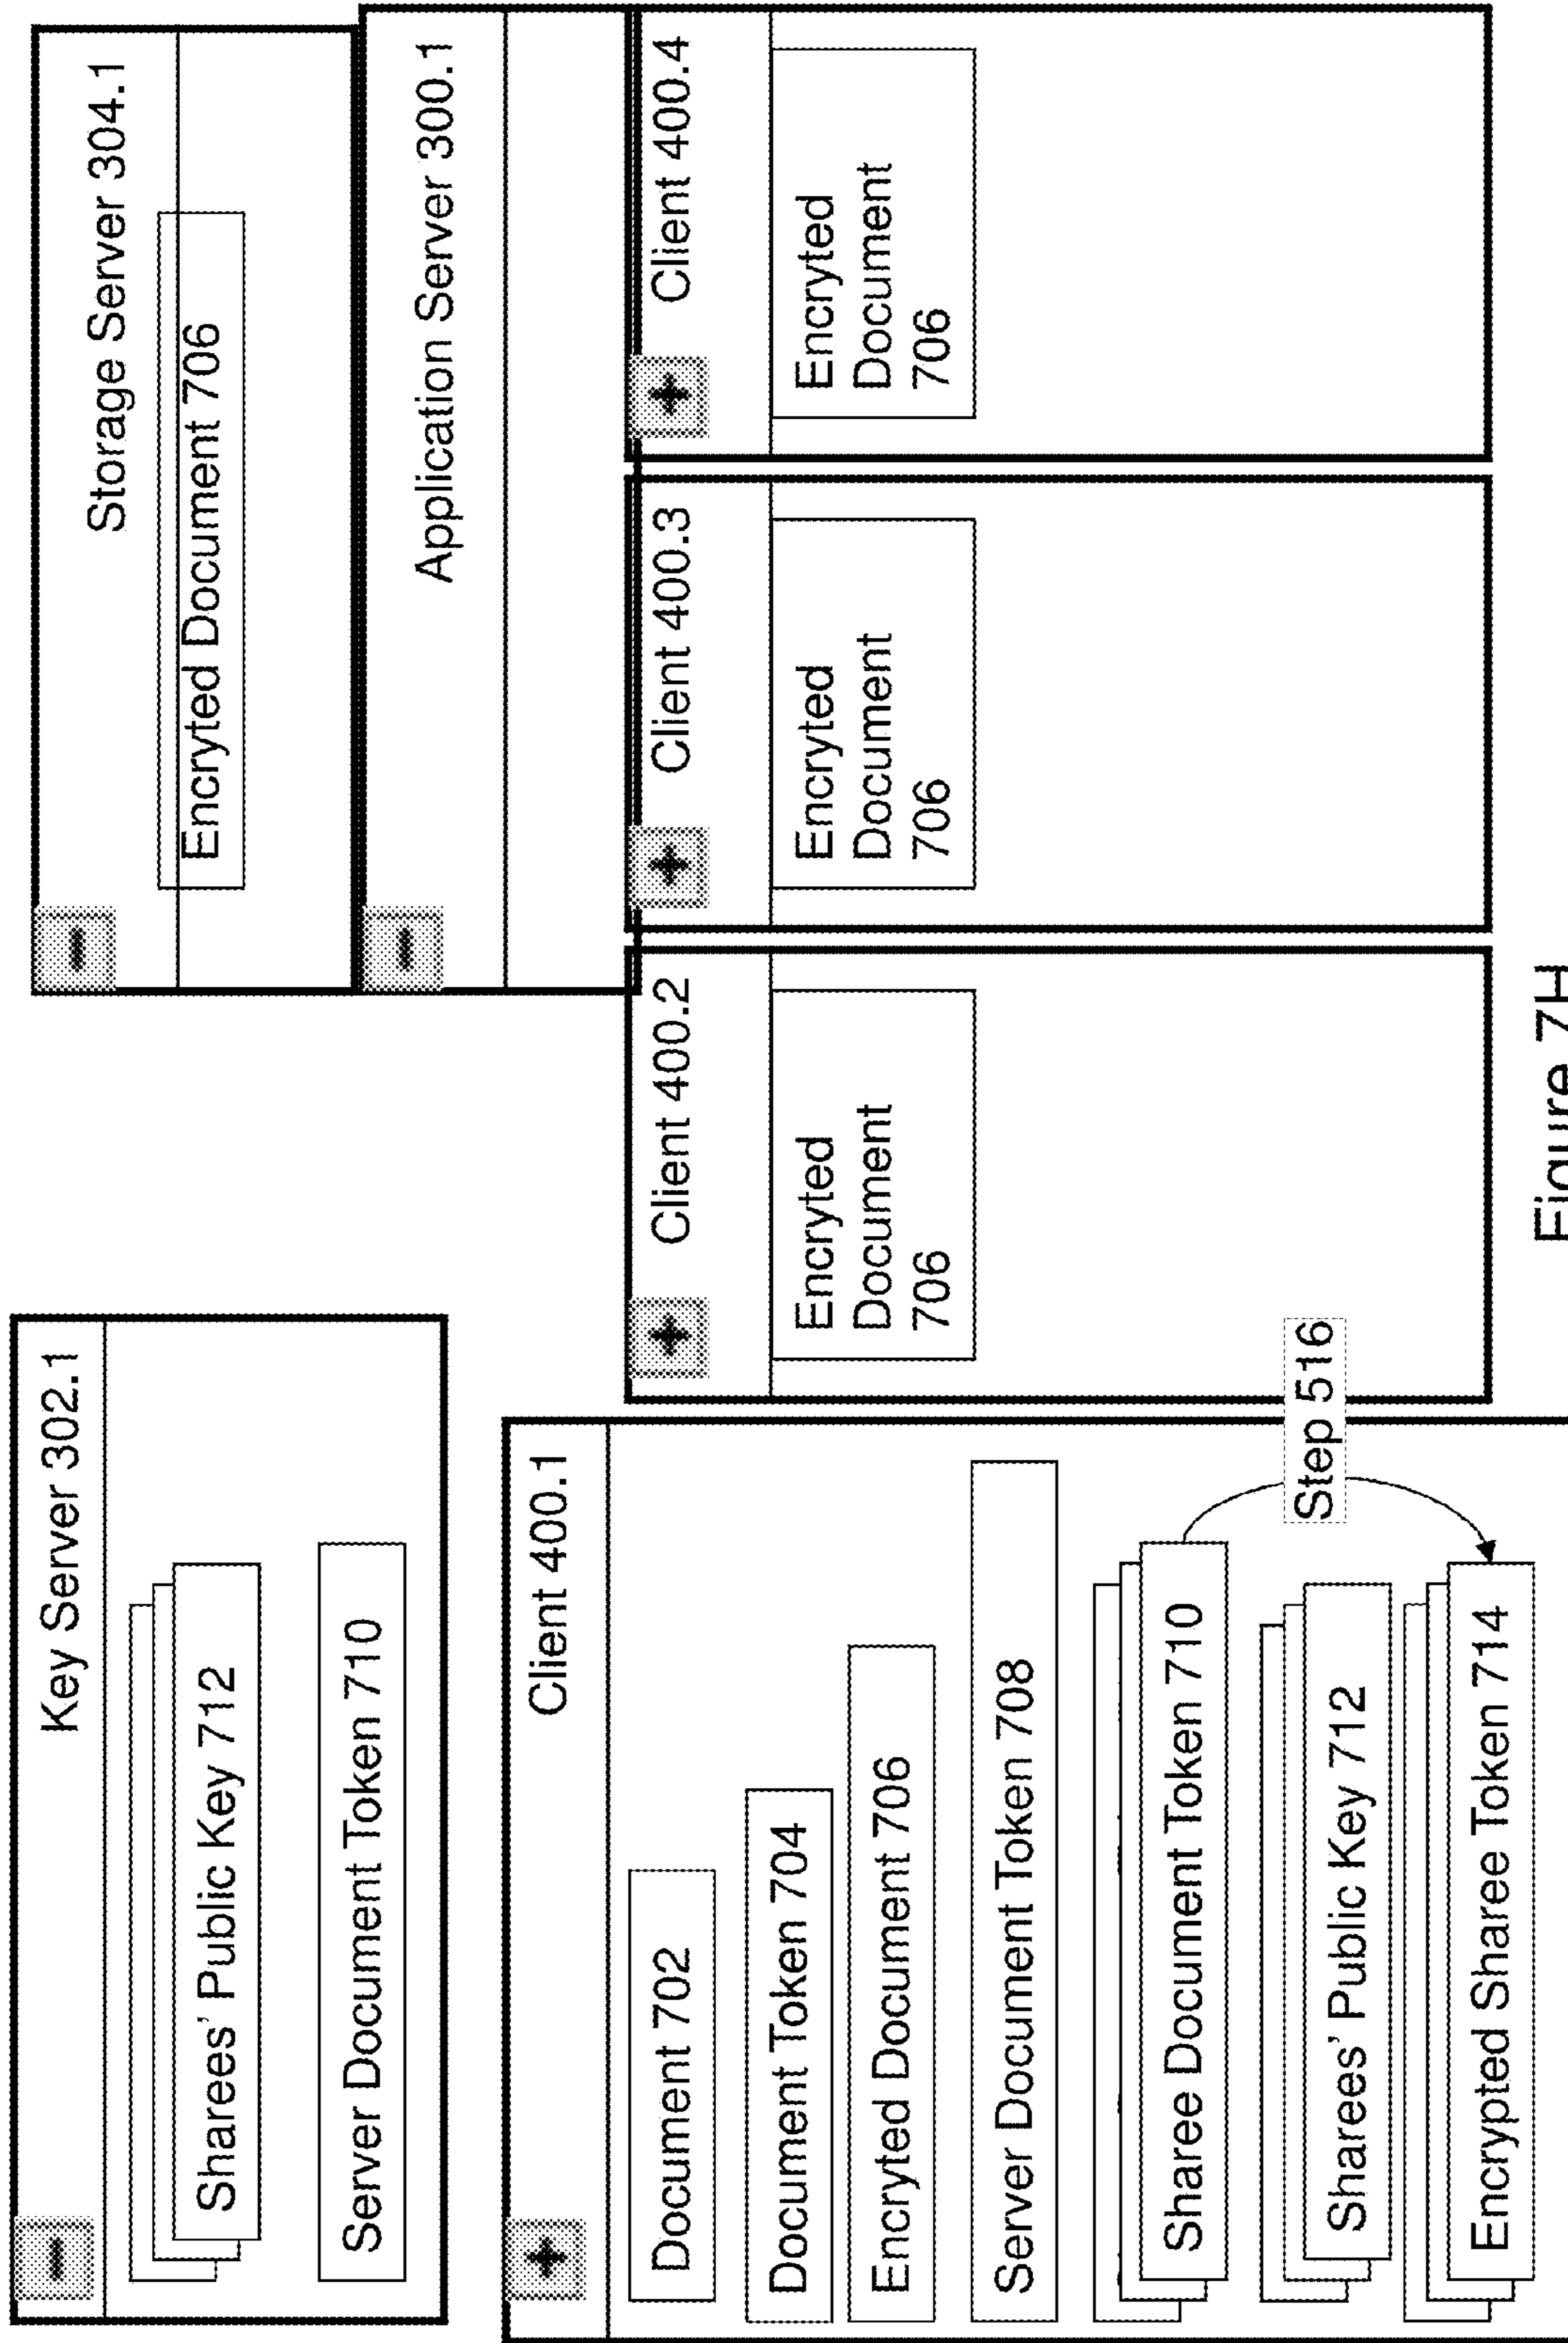 Key Server 302.1
Sharees' Public Key 712
Server Document Token 710
Storage Server 304.1
Encryted Document 706
Application Server 300.1
Client 400.1
Document 702
Document Token 704
Encryted Document 706
Server Document Token 708
Sharee Document Token 710
Sharees' Public Key 712
Encrypted Sharee Token 714
Step 516
Client 400.2
Encryted
Document
706
Client 400.3
Encryted
Document
706
Client 400.4
Encryted
Document
706
Figure 7H